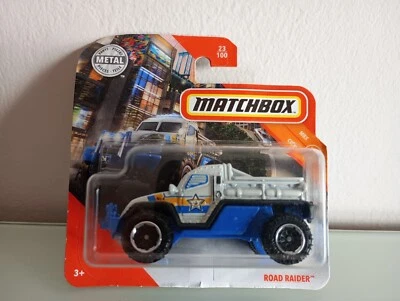 METAL
23
100
MATCHBOX
3+
ROAD RAIDER™